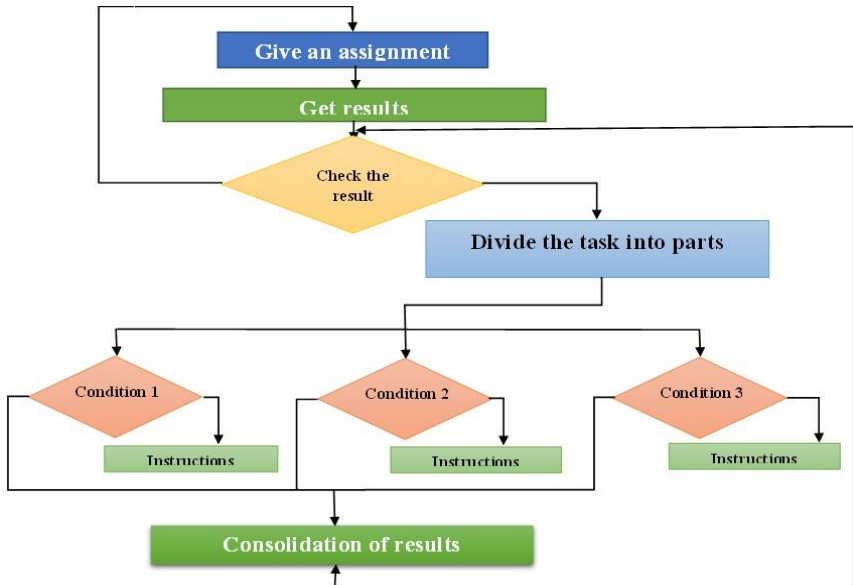 Give an assignment
Get results
Check the
result
Divide the task into parts
Condition 1
Condition 2
Condition 3
Instructions
Instructions
Instructions
Consolidation of results